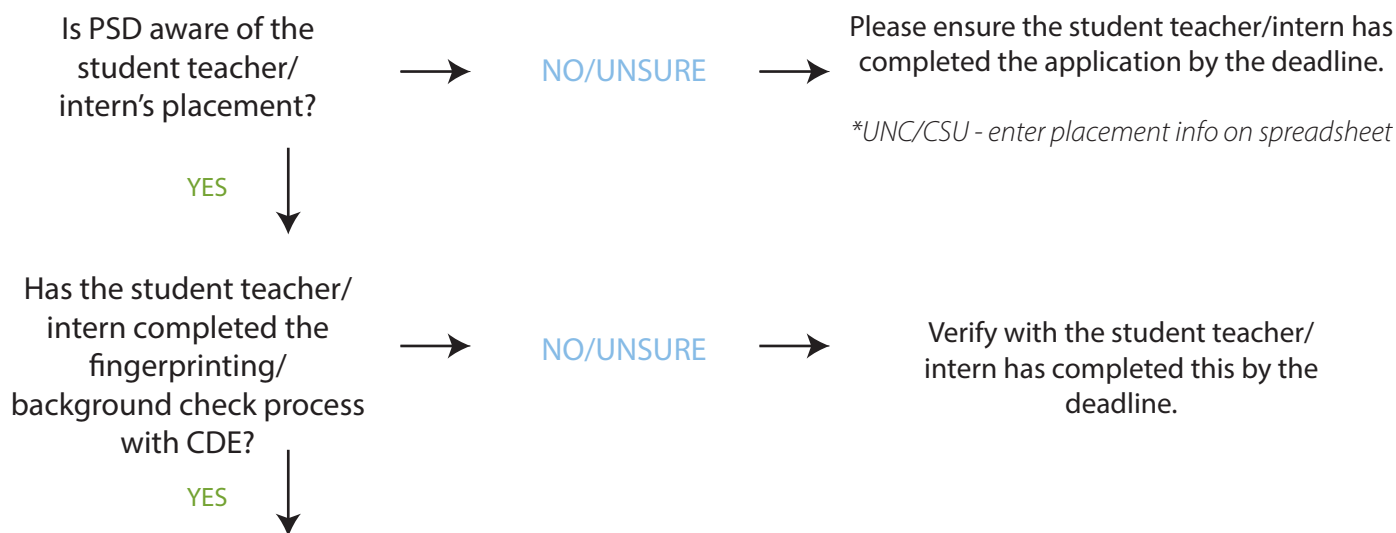 Is PSD aware of the
student teacher/
intern's placement?
NO/UNSURE
Please ensure the student teacher/intern has
completed the application by the deadline.
*UNC/CSU - enter placement info on spreadsheet
YES
Has the student teacher/
intern completed the
fingerprinting/
background check process
with CDE?
NO/UNSURE
Verify with the student teacher/
intern has completed this by the
deadline.
YES